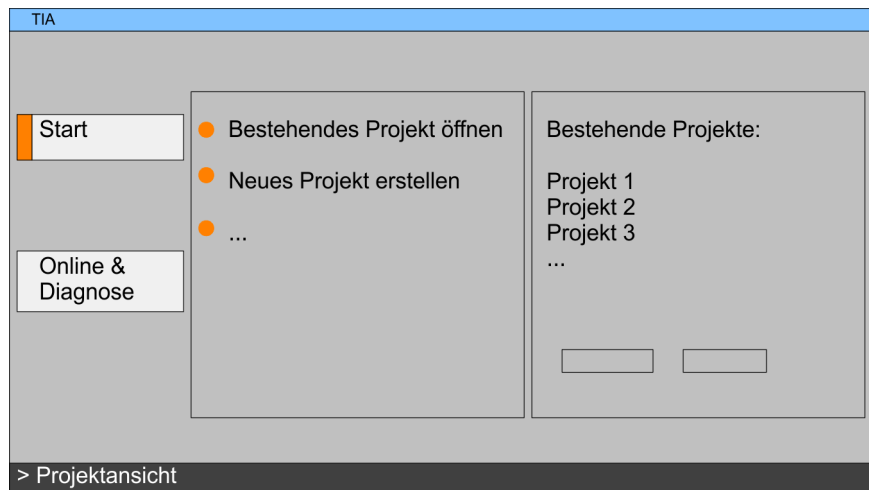 TIA
Start
Online &
Diagnose
Bestehendes Projekt öffnen
Neues Projekt erstellen
...
Bestehende Projekte:
Projekt 1
Projekt 2
Projekt 3
...
> Projektansicht